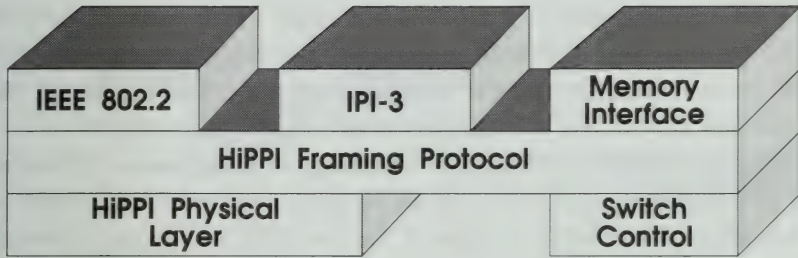 IEEE 802.2
IPI-3
Memory
Interface
HiPPI Framing Protocol
HiPPI Physical
Layer
Switch
Control